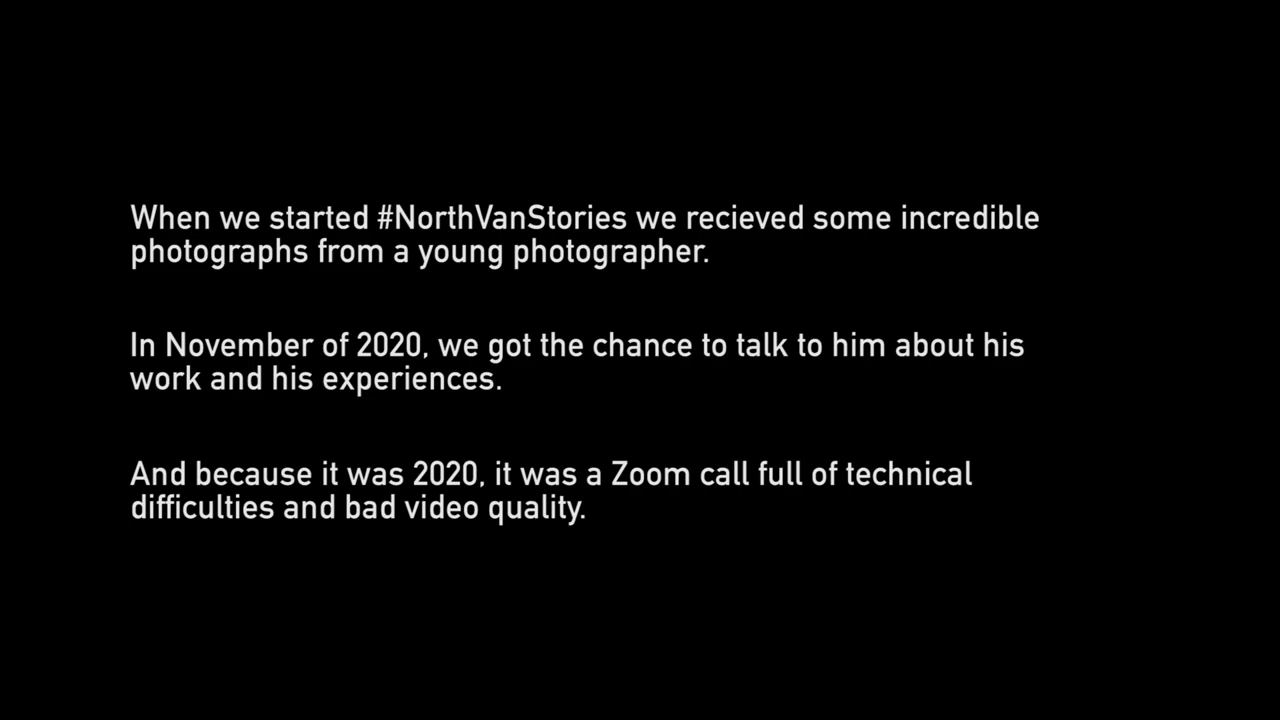 When we started #NorthVanStories we recieved some incredible
photographs from a young photographer.
In November of 2020, we got the chance to talk to him about his
work and his experiences.
And because it was 2020, it was a Zoom call full of technical
difficulties and bad video quality.